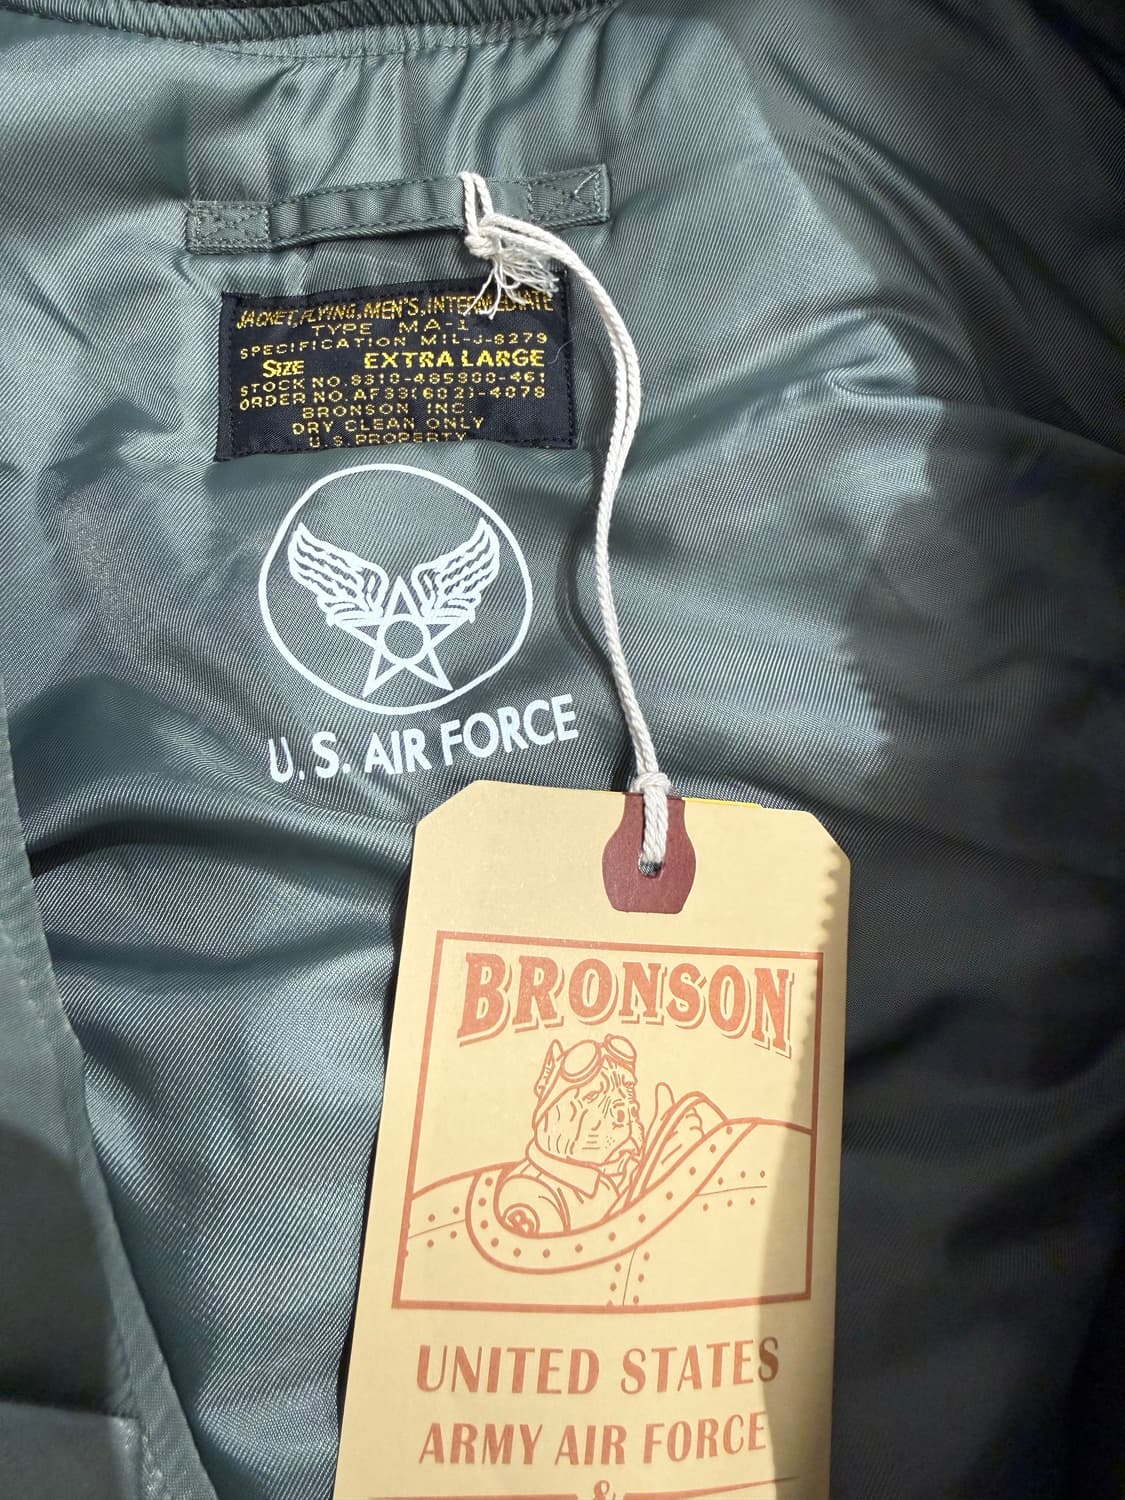 JACKET, FLYING, MEN'S, INTERMEDIATE
TYPE MA-1
SPECIFICATION MIL-J-8279
SIZE EXTRA LARGE
STOCK NO. 8310-485900-461
ORDER NO. AF33(602)-4078
BRONSON INC.
DRY CLEAN ONLY
U.S. PROPERTY
U. S. AIR FORCE
BRONSON
B
UNITED STATES
ARMY AIR FORCE
&